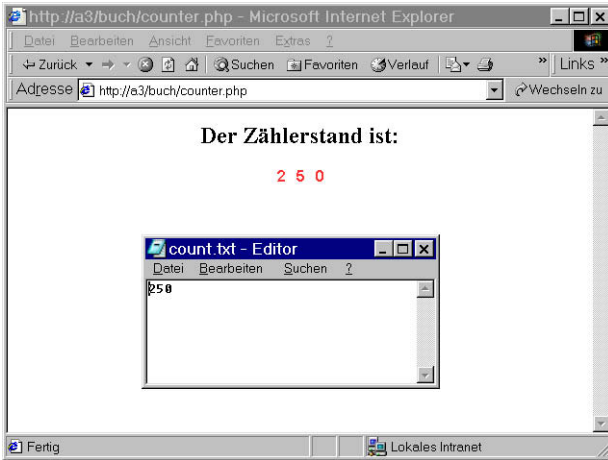 http://a3/buch/counter.php - Microsoft Internet Explorer
Datei Bearbeiten Ansicht Favoriten Extras ?
Zurück Suchen Favoriten Verlauf » Links »
Adresse http://a3/buch/counter.php Wechseln zu
Der Zählerstand ist:
2 5 0
count.txt - Editor
Datei Bearbeiten Suchen ?
250
Fertig Lokales Intranet